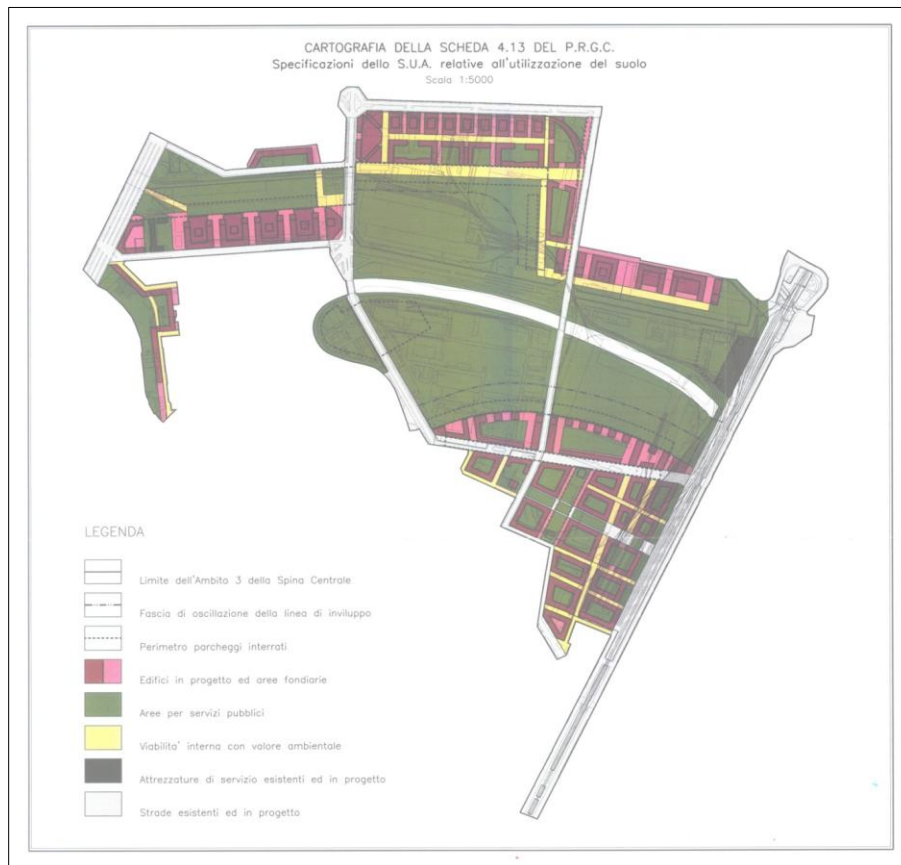 CARTOGRAFIA DELLA SCHEDA 4.13 DEL P.R.G.C.
Specificazioni dello S.U.A. relative all'utilizzazione del suolo
Scala 1:5000
LEGENDA
Limite dell'Ambito 3 della Spina Centrale
Fascia di oscillazione della linea di inviluppo
Perimetro parcheggi interrati
Edifici in progetto ed aree fondiarie
Aree per servizi pubblici
Viabilita' interna con valore ambientale
Attrezzature di servizio esistenti ed in progetto
Strade esistenti ed in progetto